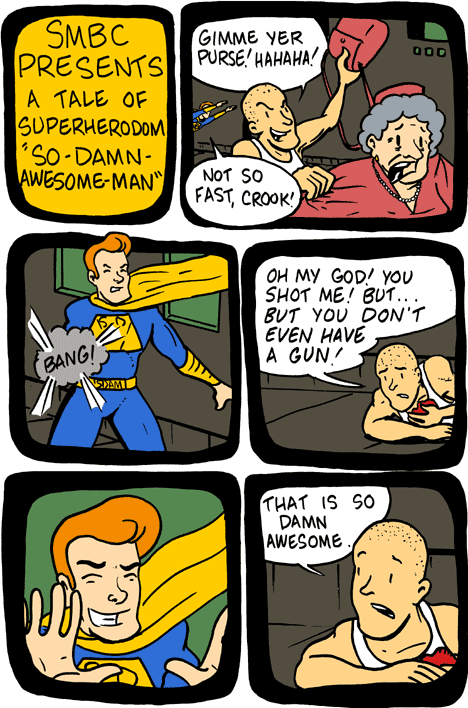 SMBC
PRESENTS
A TALE OF
SUPERHERODOM
"SO-DAMN-
AWESOME-MAN"
GIMME YER
PURSE! HAHAHA!
NOT SO
FAST, CROOK!
BANG!
SDAM
OH MY GOD! YOU
SHOT ME! BUT...
BUT YOU DON'T
EVEN HAVE
A GUN!
THAT IS SO
DAMN
AWESOME.